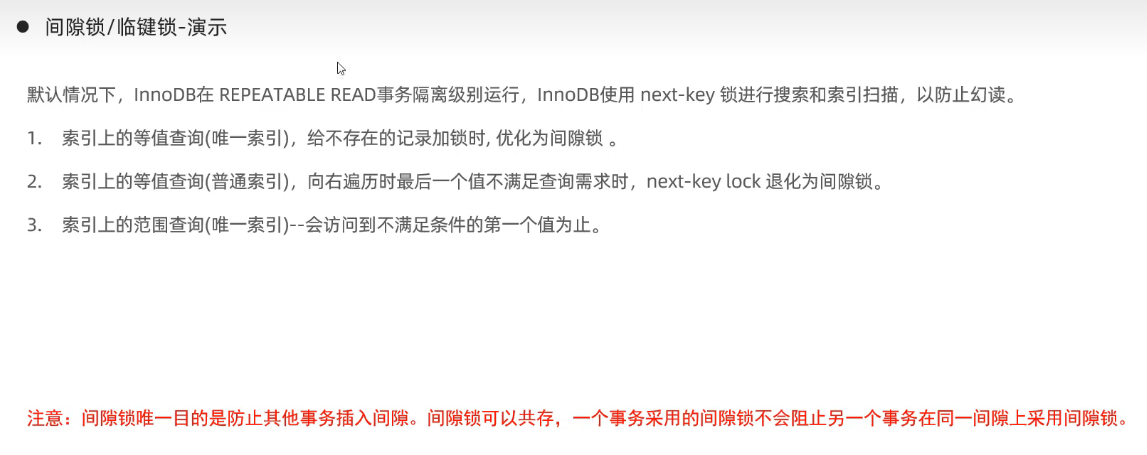 ● 间隙锁/临键锁-演示
默认情况下，InnoDB在 REPEATABLE READ事务隔离级别运行，InnoDB使用 next-key 锁进行搜索和索引扫描，以防止幻读。
1. 索引上的等值查询(唯一索引)，给不存在的记录加锁时, 优化为间隙锁 。
2. 索引上的等值查询(普通索引)，向右遍历时最后一个值不满足查询需求时，next-key lock 退化为间隙锁。
3. 索引上的范围查询(唯一索引)--会访问到不满足条件的第一个值为止。
注意：间隙锁唯一目的是防止其他事务插入间隙。间隙锁可以共存，一个事务采用的间隙锁不会阻止另一个事务在同一间隙上采用间隙锁。